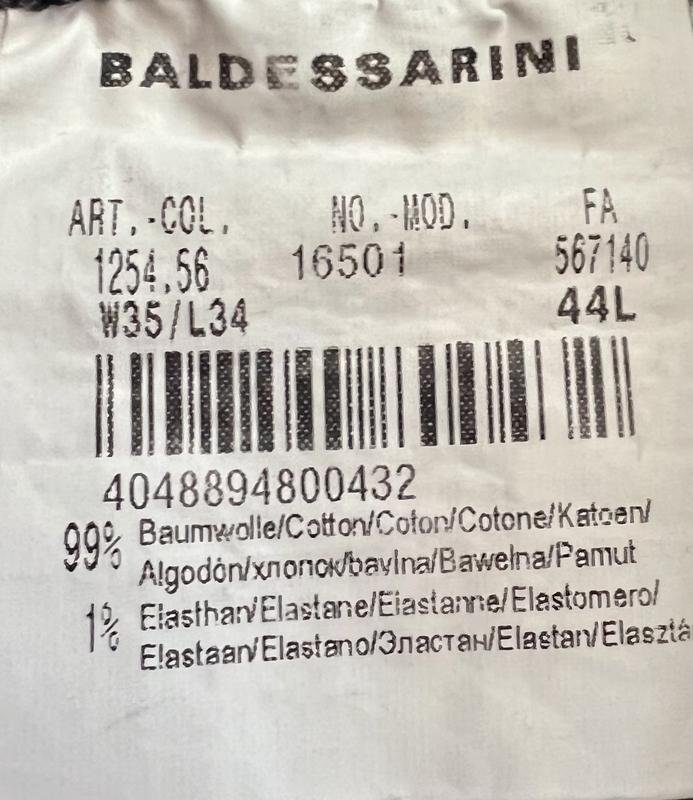 BALDESSARINI
ART.-COL. NO.-MOD. FA
1254.56 16501 567140
W35/L34 44L
4048894800432
99% Baumwolle/Cotton/Coton/Cotone/Katoen/
Algodón/хлопок/bavlna/Bawełna/Pamut
1% Elasthan/Elastane/Elastanne/Elastomero/
Elastaan/Elastano/Эластан/Elastan/Elasztá